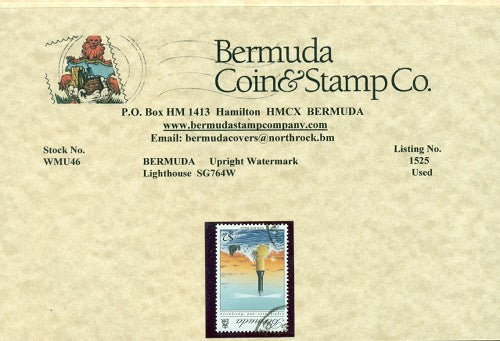 Bermuda
Coin & Stamp Co.
P.O. Box HM 1413 Hamilton HMCX BERMUDA
www.bermudastampcompany.com
Email: bermudacovers@northrock.bm
Stock No.
WMU46
BERMUDA Upright Watermark
Lighthouse SG764W
Listing No.
1525
Used
$2
Bermuda